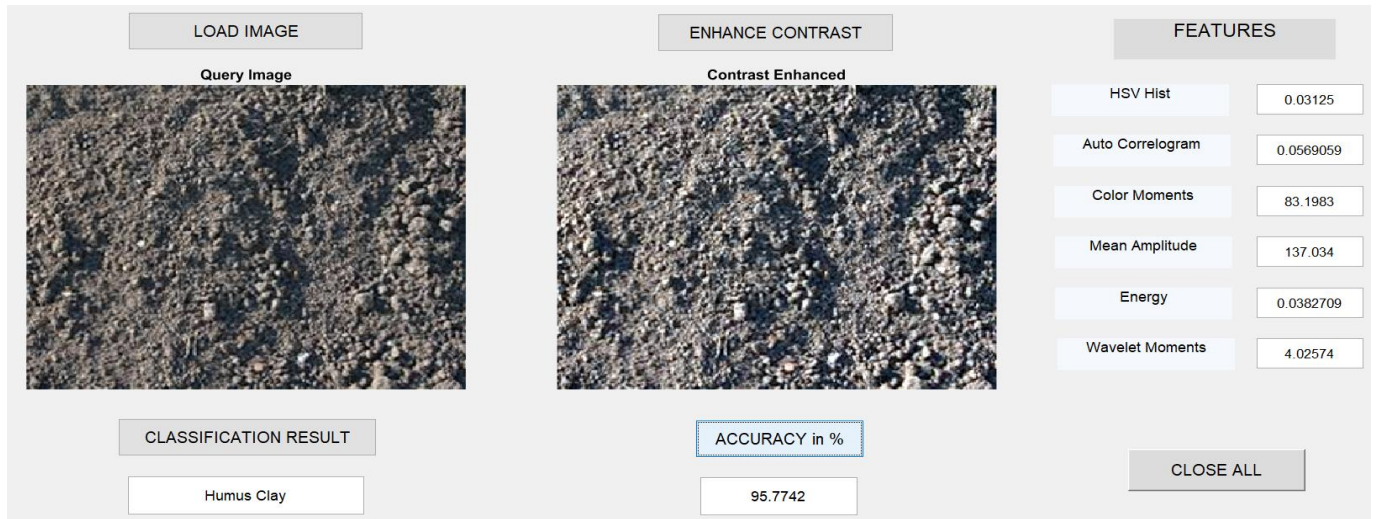 LOAD IMAGE
ENHANCE CONTRAST
FEATURES
Query Image
Contrast Enhanced
HSV Hist
0.03125
Auto Correlogram
0.0569059
Color Moments
83.1983
Mean Amplitude
137.034
Energy
0.0382709
Wavelet Moments
4.02574
CLASSIFICATION RESULT
ACCURACY in %
CLOSE ALL
Humus Clay
95.7742